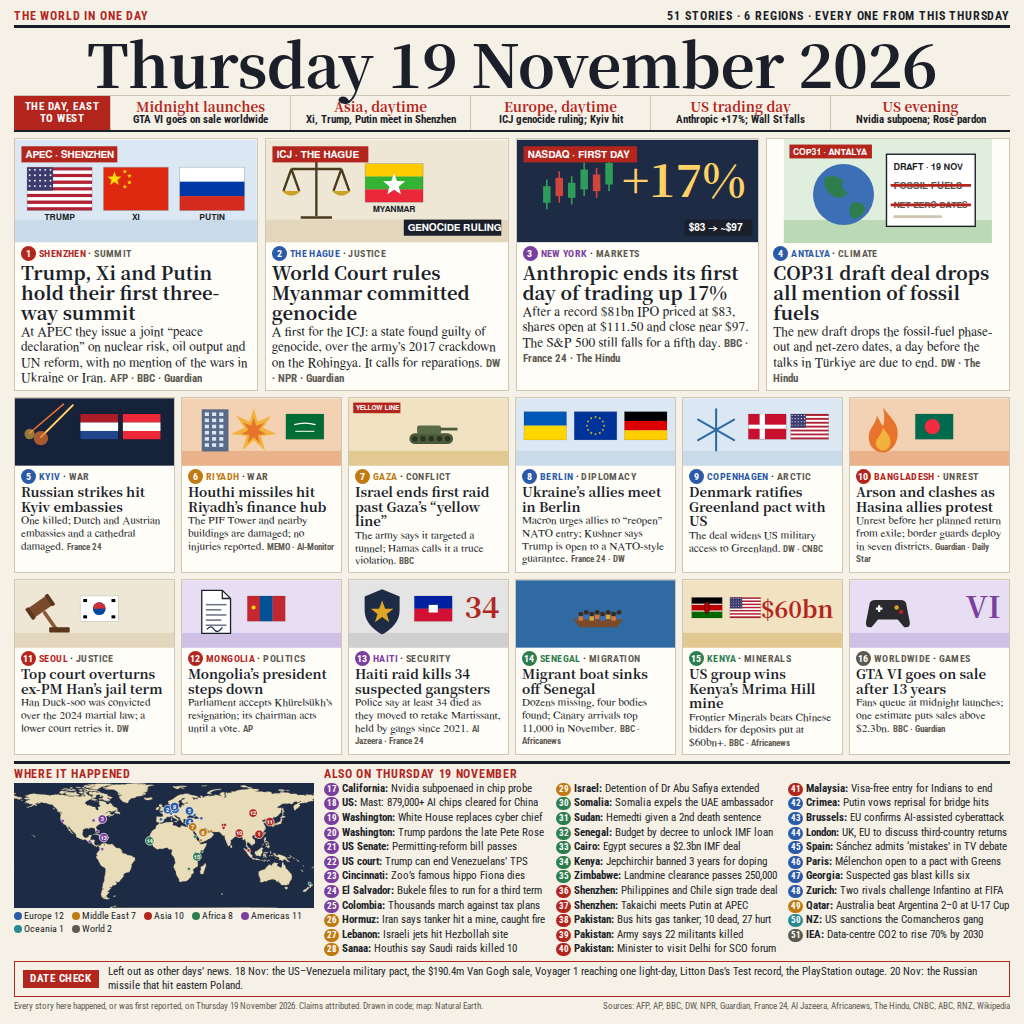 THE WORLD IN ONE DAY
51 STORIES · 6 REGIONS · EVERY ONE FROM THIS THURSDAY
Thursday 19 November 2026
THE DAY, EAST
TO WEST
Midnight launches
GTA VI goes on sale worldwide
Asia, daytime
Xi, Trump, Putin meet in Shenzhen
Europe, daytime
ICJ genocide ruling; Kyiv hit
US trading day
Anthropic +17%; Wall St falls
US evening
Nvidia subpoena; Rose pardon
APEC · SHENZHEN
TRUMP
XI
PUTIN
1 SHENZHEN · SUMMIT
Trump, Xi and Putin
hold their first three-
way summit
At APEC they issue a joint “peace
declaration” on nuclear risk, oil output and
UN reform, with no mention of the wars in
Ukraine or Iran. AFP · BBC · Guardian
ICJ · THE HAGUE
MYANMAR
GENOCIDE RULING
2 THE HAGUE · JUSTICE
World Court rules
Myanmar committed
genocide
A first for the ICJ: a state found guilty of
genocide, over the army’s 2017 crackdown
on the Rohingya. It calls for reparations. DW
· NPR · Guardian
NASDAQ · FIRST DAY
+17%
$83 → ~$97
3 NEW YORK · MARKETS
Anthropic ends its first
day of trading up 17%
After a record $81bn IPO priced at $83,
shares open at $111.50 and close near $97.
The S&P 500 still falls for a fifth day. BBC ·
France 24 · The Hindu
COP31 · ANTALYA
DRAFT · 19 NOV
FOSSIL FUELS
NET-ZERO DATES
4 ANTALYA · CLIMATE
COP31 draft deal drops
all mention of fossil
fuels
The new draft drops the fossil-fuel phase-
out and net-zero dates, a day before the
talks in Türkiye are due to end. DW · The
Hindu
5 KYIV · WAR
Russian strikes hit
Kyiv embassies
One killed; Dutch and Austrian
embassies and a cathedral
damaged. France 24
6 RIYADH · WAR
Houthi missiles hit
Riyadh’s finance hub
The PIF Tower and nearby
buildings are damaged; no
injuries reported. MEMO · Al-Monitor
YELLOW LINE
7 GAZA · CONFLICT
Israel ends first raid
past Gaza’s “yellow
line”
The army says it targeted a
tunnel; Hamas calls it a truce
violation. BBC
8 BERLIN · DIPLOMACY
Ukraine’s allies meet
in Berlin
Macron urges allies to “reopen”
NATO entry; Kushner says
Trump is open to a NATO-style
guarantee. France 24 · DW
9 COPENHAGEN · ARCTIC
Denmark ratifies
Greenland pact with
US
The deal widens US military
access to Greenland. DW · CNBC
10 BANGLADESH · UNREST
Arson and clashes as
Hasina allies protest
Unrest before her planned return
from exile; border guards deploy
in seven districts. Guardian · Daily
Star
11 SEOUL · JUSTICE
Top court overturns
ex-PM Han’s jail term
Han Duck-soo was convicted
over the 2024 martial law; a
lower court retries it. DW
12 MONGOLIA · POLITICS
Mongolia’s president
steps down
Parliament accepts Khürelsükh’s
resignation; its chairman acts
until a vote. AP
34
13 HAITI · SECURITY
Haiti raid kills 34
suspected gangsters
Police say at least 34 died as
they moved to retake Martissant,
held by gangs since 2021. Al
Jazeera · France 24
14 SENEGAL · MIGRATION
Migrant boat sinks
off Senegal
Dozens missing, four bodies
found; Canary arrivals top
11,000 in November. BBC ·
Africanews
$60bn
15 KENYA · MINERALS
US group wins
Kenya’s Mrima Hill
mine
Frontier Minerals beats Chinese
bidders for deposits put at
$60bn+. BBC · Africanews
VI
16 WORLDWIDE · GAMES
GTA VI goes on sale
after 13 years
Fans queue at midnight launches;
one estimate puts sales above
$2.3bn. BBC · Guardian
WHERE IT HAPPENED
Europe 12 Middle East 7 Asia 10 Africa 8 Americas 11
Oceania 1 World 2
ALSO ON THURSDAY 19 NOVEMBER
17 California: Nvidia subpoenaed in chip probe
18 US: Mast: 879,000+ AI chips cleared for China
19 Washington: White House replaces cyber chief
20 Washington: Trump pardons the late Pete Rose
21 US Senate: Permitting-reform bill passes
22 US court: Trump can end Venezuelans’ TPS
23 Cincinnati: Zoo’s famous hippo Fiona dies
24 El Salvador: Bukele files to run for a third term
25 Colombia: Thousands march against tax plans
26 Hormuz: Iran says tanker hit a mine, caught fire
27 Lebanon: Israeli jets hit Hezbollah site
28 Sanaa: Houthis say Saudi raids killed 10
29 Israel: Detention of Dr Abu Safiya extended
30 Somalia: Somalia expels the UAE ambassador
31 Sudan: Hemedti given a 2nd death sentence
32 Senegal: Budget by decree to unlock IMF loan
33 Cairo: Egypt secures a $2.3bn IMF deal
34 Kenya: Jepchirchir banned 3 years for doping
35 Zimbabwe: Landmine clearance passes 250,000
36 Shenzhen: Philippines and Chile sign trade deal
37 Shenzhen: Takaichi meets Putin at APEC
38 Pakistan: Bus hits gas tanker; 10 dead, 27 hurt
39 Pakistan: Army says 22 militants killed
40 Pakistan: Minister to visit Delhi for SCO forum
41 Malaysia: Visa-free entry for Indians to end
42 Crimea: Putin vows reprisal for bridge hits
43 Brussels: EU confirms AI-assisted cyberattack
44 London: UK, EU to discuss third-country returns
45 Spain: Sánchez admits ‘mistakes’ in TV debate
46 Paris: Mélenchon open to a pact with Greens
47 Georgia: Suspected gas blast kills six
48 Zurich: Two rivals challenge Infantino at FIFA
49 Qatar: Australia beat Argentina 2–0 at U-17 Cup
50 NZ: US sanctions the Comancheros gang
51 IEA: Data-centre CO2 to rise 70% by 2030
DATE CHECK
Left out as other days’ news. 18 Nov: the US–Venezuela military pact, the $190.4m Van Gogh sale, Voyager 1 reaching one light-day, Litton Das’s Test record, the PlayStation outage. 20 Nov: the Russian
missile that hit eastern Poland.
Every story here happened, or was first reported, on Thursday 19 November 2026. Claims attributed. Drawn in code; map: Natural Earth.
Sources: AFP, AP, BBC, DW, NPR, Guardian, France 24, Al Jazeera, Africanews, The Hindu, CNBC, ABC, RNZ, Wikipedia